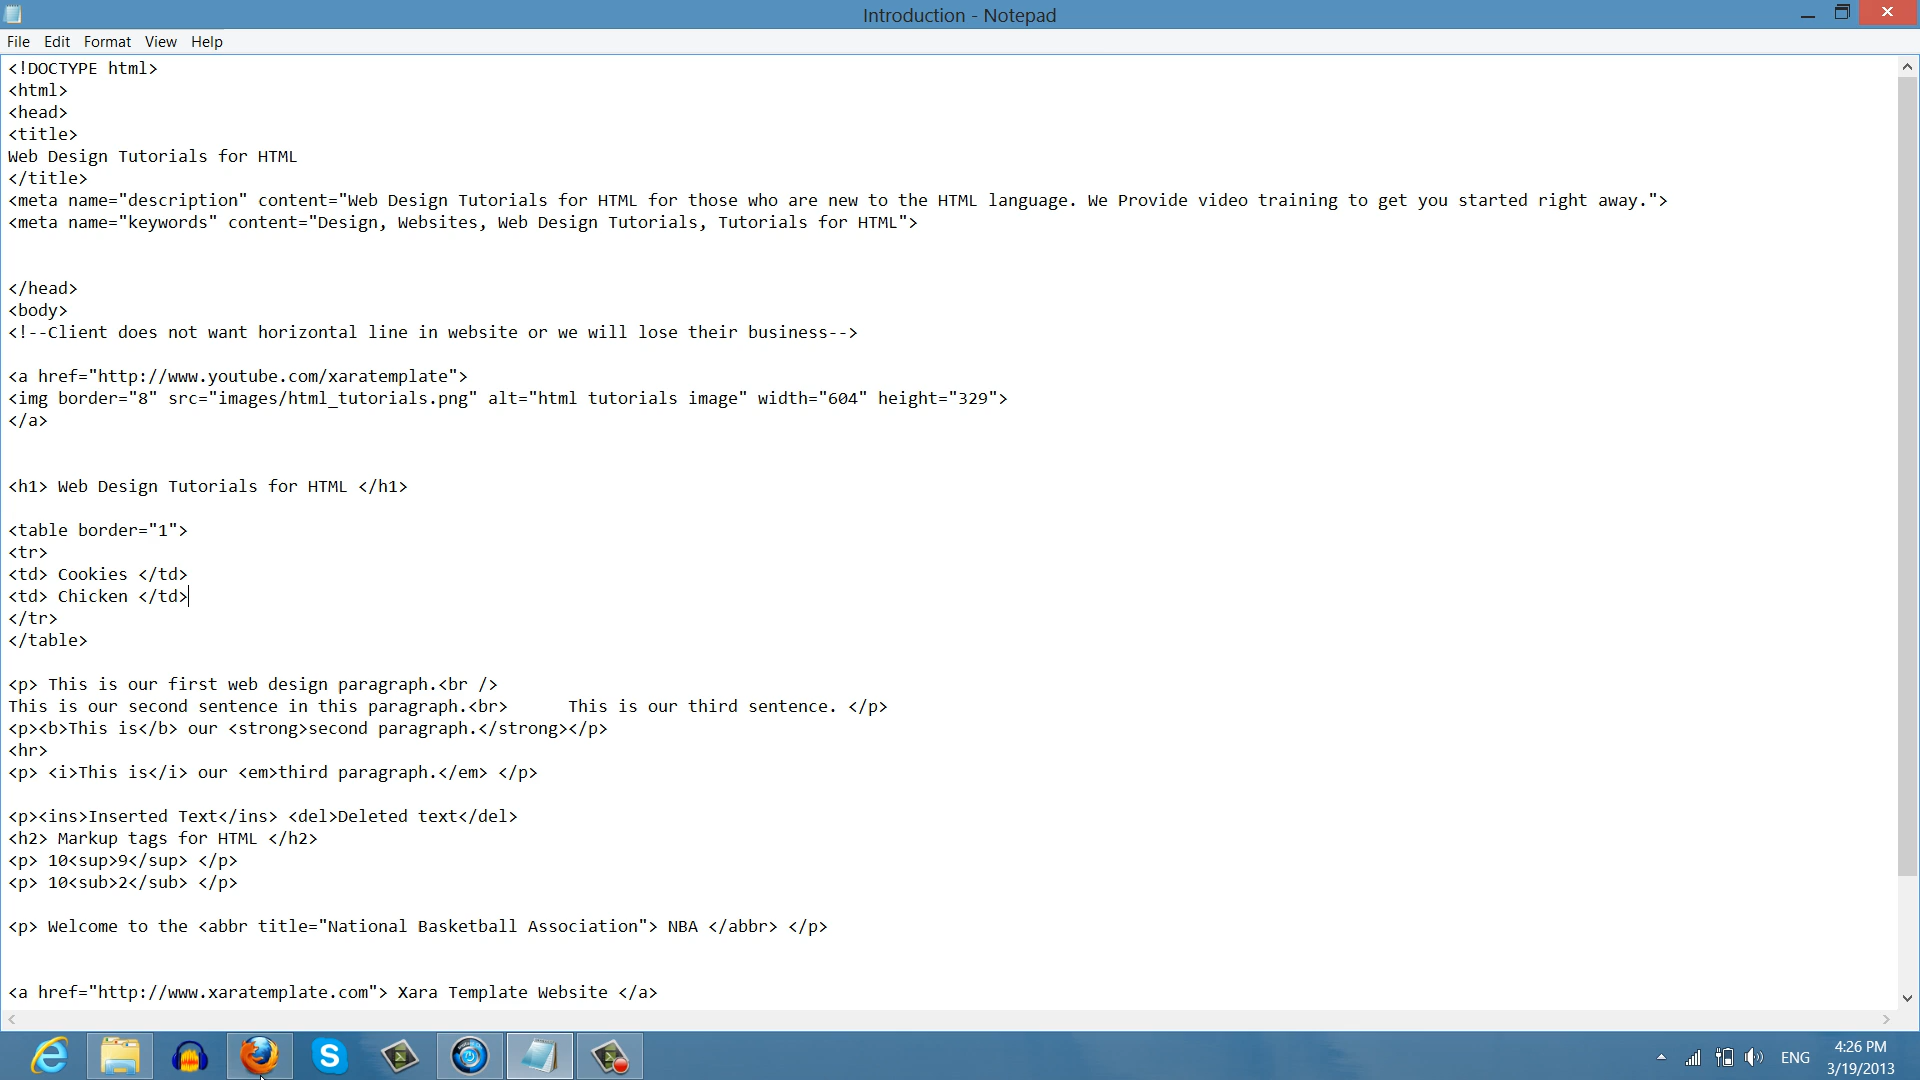 Introduction - Notepad
File Edit Format View Help
<!DOCTYPE html>
<html>
<head>
<title>
Web Design Tutorials for HTML
</title>
<meta name="description" content="Web Design Tutorials for HTML for those who are new to the HTML language. We Provide video training to get you started right away.">
<meta name="keywords" content="Design, Websites, Web Design Tutorials, Tutorials for HTML">
</head>
<body>
<!--Client does not want horizontal line in website or we will lose their business-->
<a href="http://www.youtube.com/xaratemplate">
<img border="8" src="images/html_tutorials.png" alt="html tutorials image" width="604" height="329">
</a>
<h1> Web Design Tutorials for HTML </h1>
<table border="1">
<tr>
<td> Cookies </td>
<td> Chicken </td>
</tr>
</table>
<p> This is our first web design paragraph.<br />
This is our second sentence in this paragraph.<br>      This is our third sentence. </p>
<p><b>This is</b> our <strong>second paragraph.</strong></p>
<hr>
<p> <i>This is</i> our <em>third paragraph.</em> </p>
<p><ins>Inserted Text</ins> <del>Deleted text</del>
<h2> Markup tags for HTML </h2>
<p> 10<sup>9</sup> </p>
<p> 10<sub>2</sub> </p>
<p> Welcome to the <abbr title="National Basketball Association"> NBA </abbr> </p>
<a href="http://www.xaratemplate.com"> Xara Template Website </a>
ENG
4:26 PM
3/19/2013